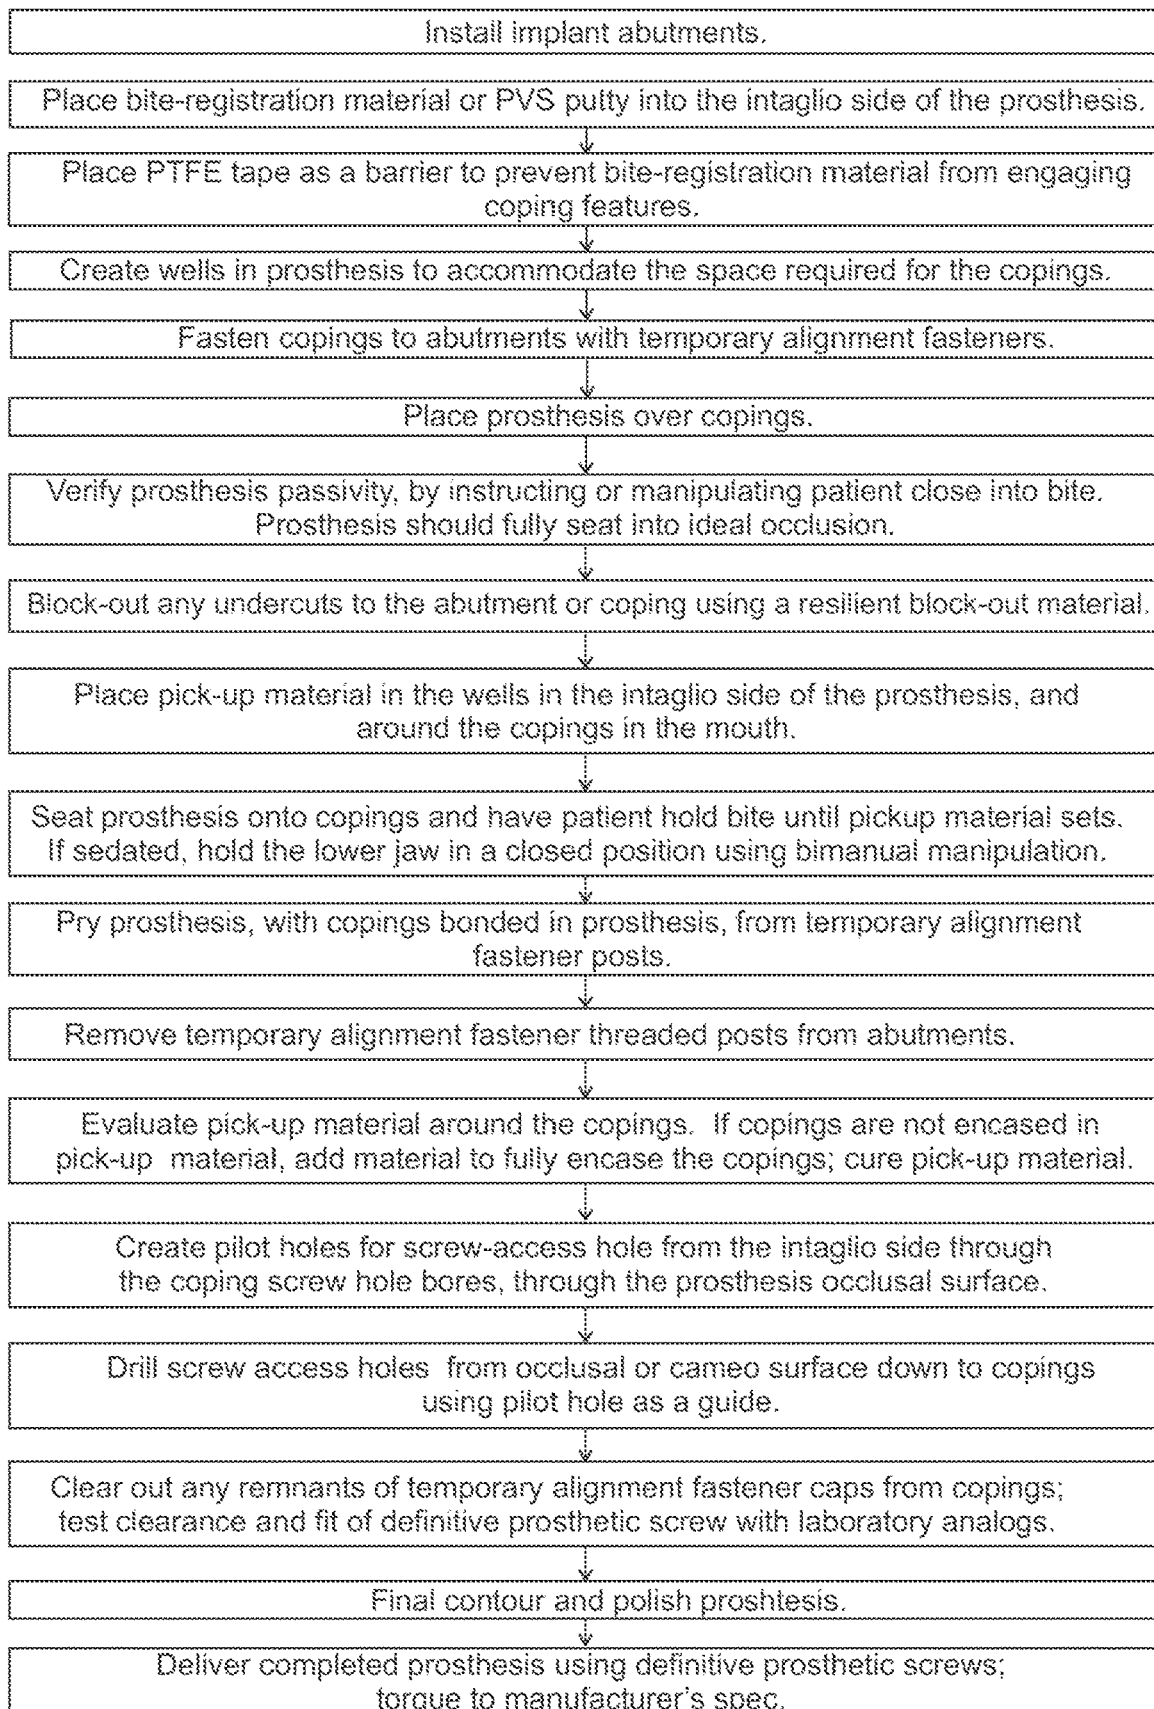 Install implant abutments.
Place bite-registration material or PVS putty into the intaglio side of the prosthesis.
Place PTFE tape as a barrier to prevent bite-registration material from engaging
coping features.
Create wells in prosthesis to accommodate the space required for the copings.
Fasten copings to abutments with temporary alignment fasteners.
Place prosthesis over copings.
Verify prosthesis passivity, by instructing or manipulating patient close into bite.
Prosthesis should fully seat into ideal occlusion.
Block-out any undercuts to the abutment or coping using a resilient block-out material.
Place pick-up material in the wells in the intaglio side of the prosthesis, and
around the copings in the mouth.
Seat prosthesis onto copings and have patient hold bite until pickup material sets.
If sedated, hold the lower jaw in a closed position using bimanual manipulation.
Pry prosthesis, with copings bonded in prosthesis, from temporary alignment
fastener posts.
Remove temporary alignment fastener threaded posts from abutments.
Evaluate pick-up material around the copings. If copings are not encased in
pick-up material, add material to fully encase the copings; cure pick-up material.
Create pilot holes for screw-access hole from the intaglio side through
the coping screw hole bores, through the prosthesis occlusal surface.
Drill screw access holes from occlusal or cameo surface down to copings
using pilot hole as a guide.
Clear out any remnants of temporary alignment fastener caps from copings;
test clearance and fit of definitive prosthetic screw with laboratory analogs.
Final contour and polish proshtesis.
Deliver completed prosthesis using definitive prosthetic screws;
torque to manufacturer's spec.